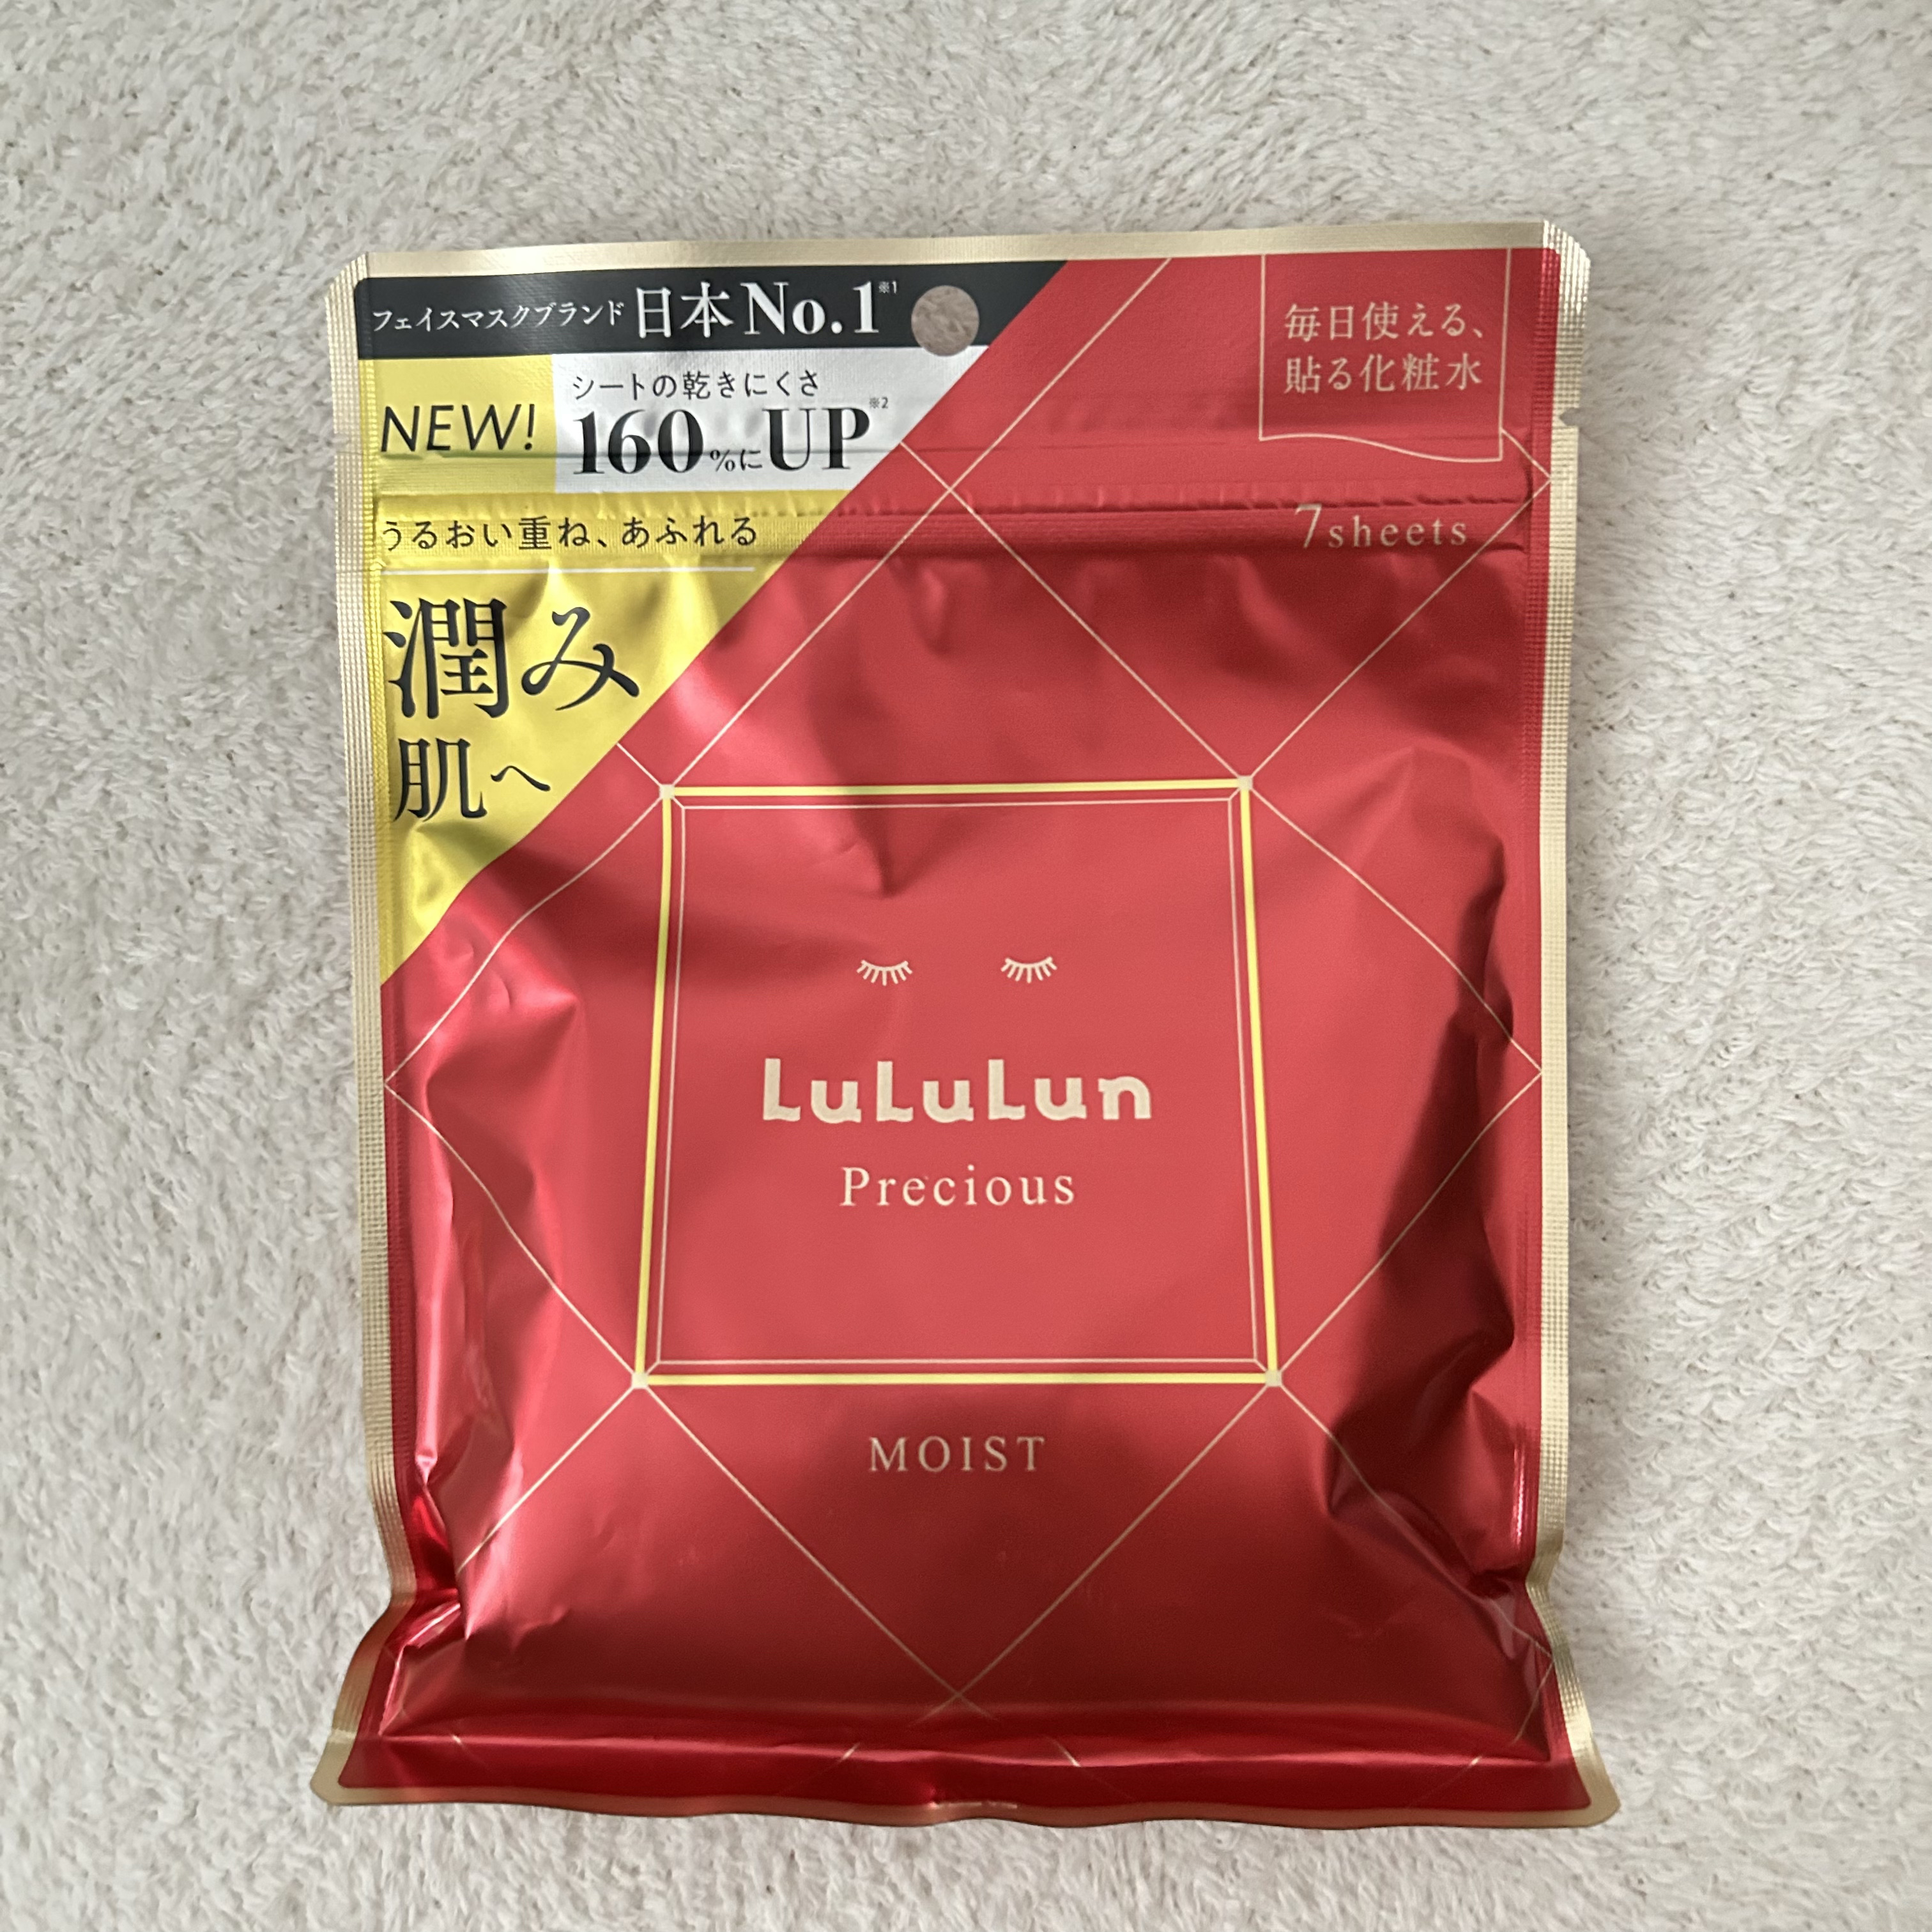 フェイスマスクブランド 日本No.1※1
NEW!
シートの乾きにくさ
160%にUP※2
うるおい重ね、あふれる
潤み
肌へ
毎日使える、
貼る化粧水
7sheets
LuLuLun
Precious
MOIST